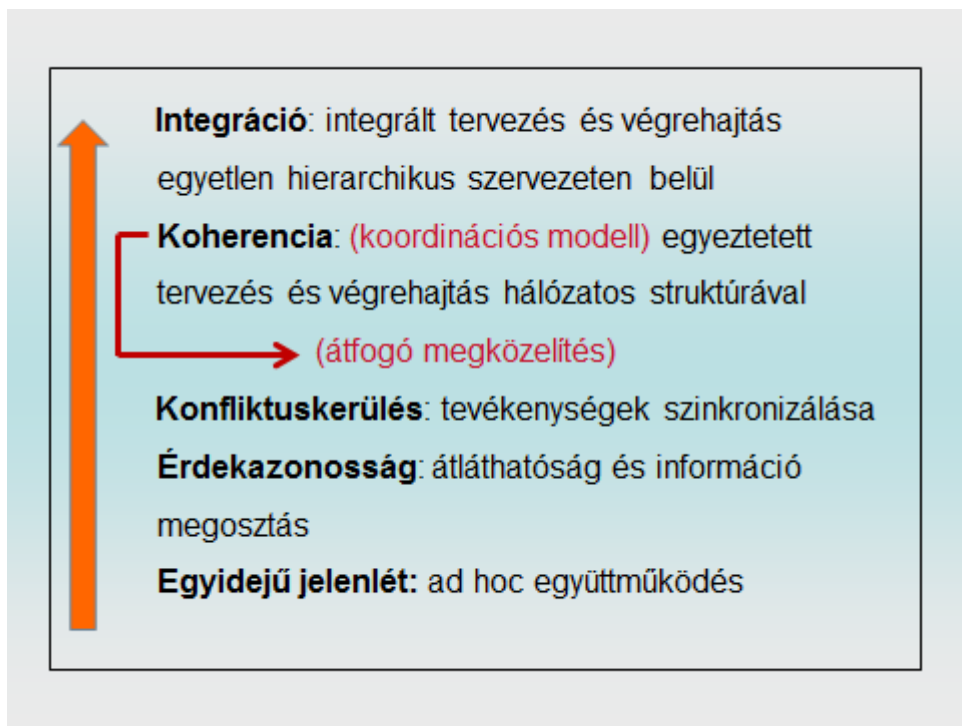 Integráció: integrált tervezés és végrehajtás
egyetlen hierarchikus szervezeten belül
Koherencia: (koordinációs modell) egyeztetett
tervezés és végrehajtás hálózatos struktúrával
(átfogó megközelítés)
Konfliktuskerülés: tevékenységek szinkronizálása
Érdekazonosság: átláthatóság és információ
megosztás
Egyidejű jelenlét: ad hoc együttműködés